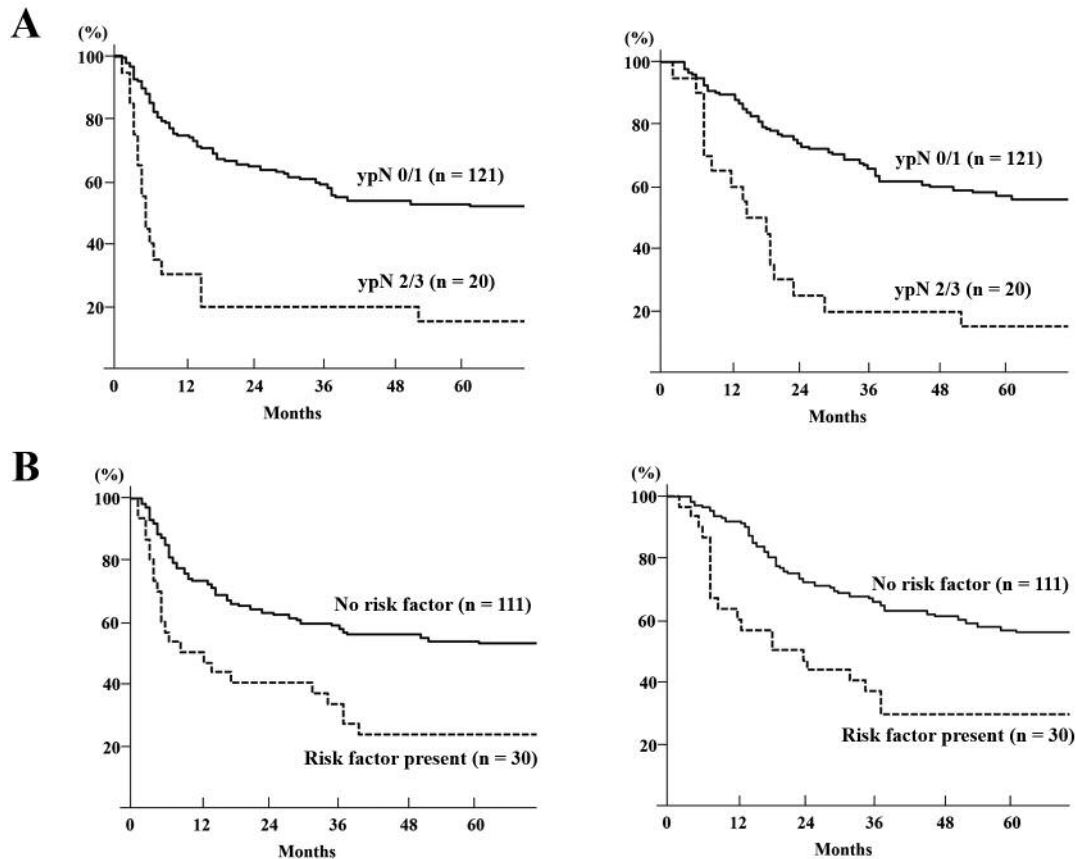 A
(%)
100
80
60
40
20
ypN 0/1 (n = 121)
ypN 2/3 (n = 20)
0 12 24 36 48 60
Months
(%)
100
80
60
40
20
ypN 0/1 (n = 121)
ypN 2/3 (n = 20)
0 12 24 36 48 60
Months
B
(%)
100
80
60
40
20
No risk factor (n = 111)
Risk factor present (n = 30)
0 12 24 36 48 60
Months
(%)
100
80
60
40
20
No risk factor (n = 111)
Risk factor present (n = 30)
0 12 24 36 48 60
Months